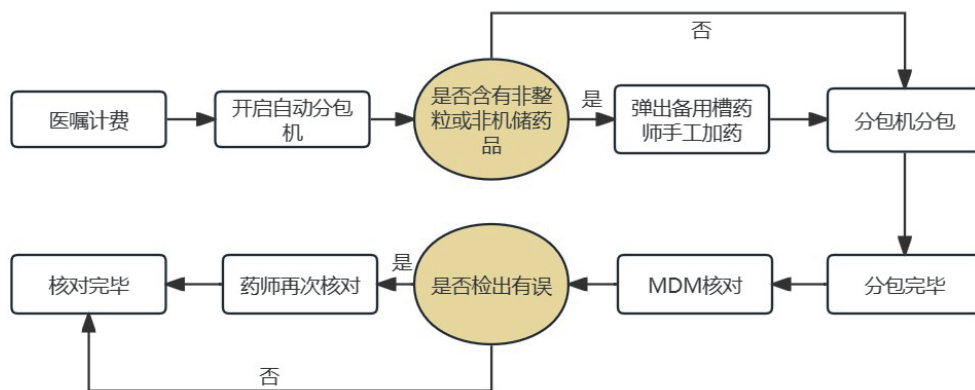 否
医嘱计费
开启自动分包
机
是否含有非整
粒或非机储药
品
是
弹出备用槽药
师手工加药
分包机分包
核对完毕
药师再次核对
是
是否检出有误
MDM核对
分包完毕
否